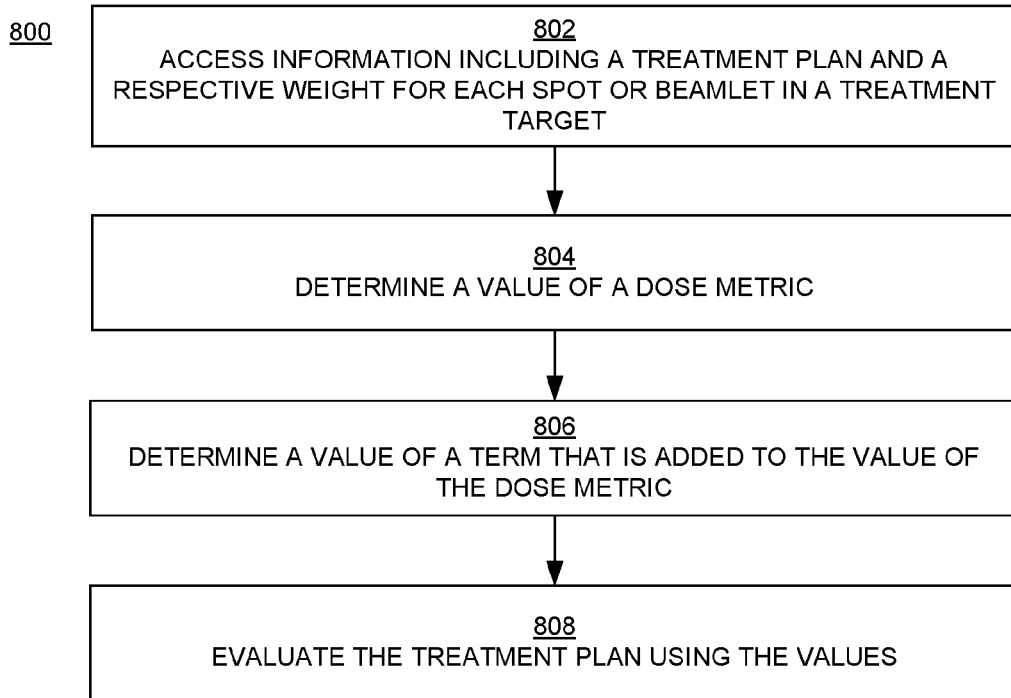 800
802
ACCESS INFORMATION INCLUDING A TREATMENT PLAN AND A
RESPECTIVE WEIGHT FOR EACH SPOT OR BEAMLET IN A TREATMENT
TARGET
804
DETERMINE A VALUE OF A DOSE METRIC
806
DETERMINE A VALUE OF A TERM THAT IS ADDED TO THE VALUE OF
THE DOSE METRIC
808
EVALUATE THE TREATMENT PLAN USING THE VALUES